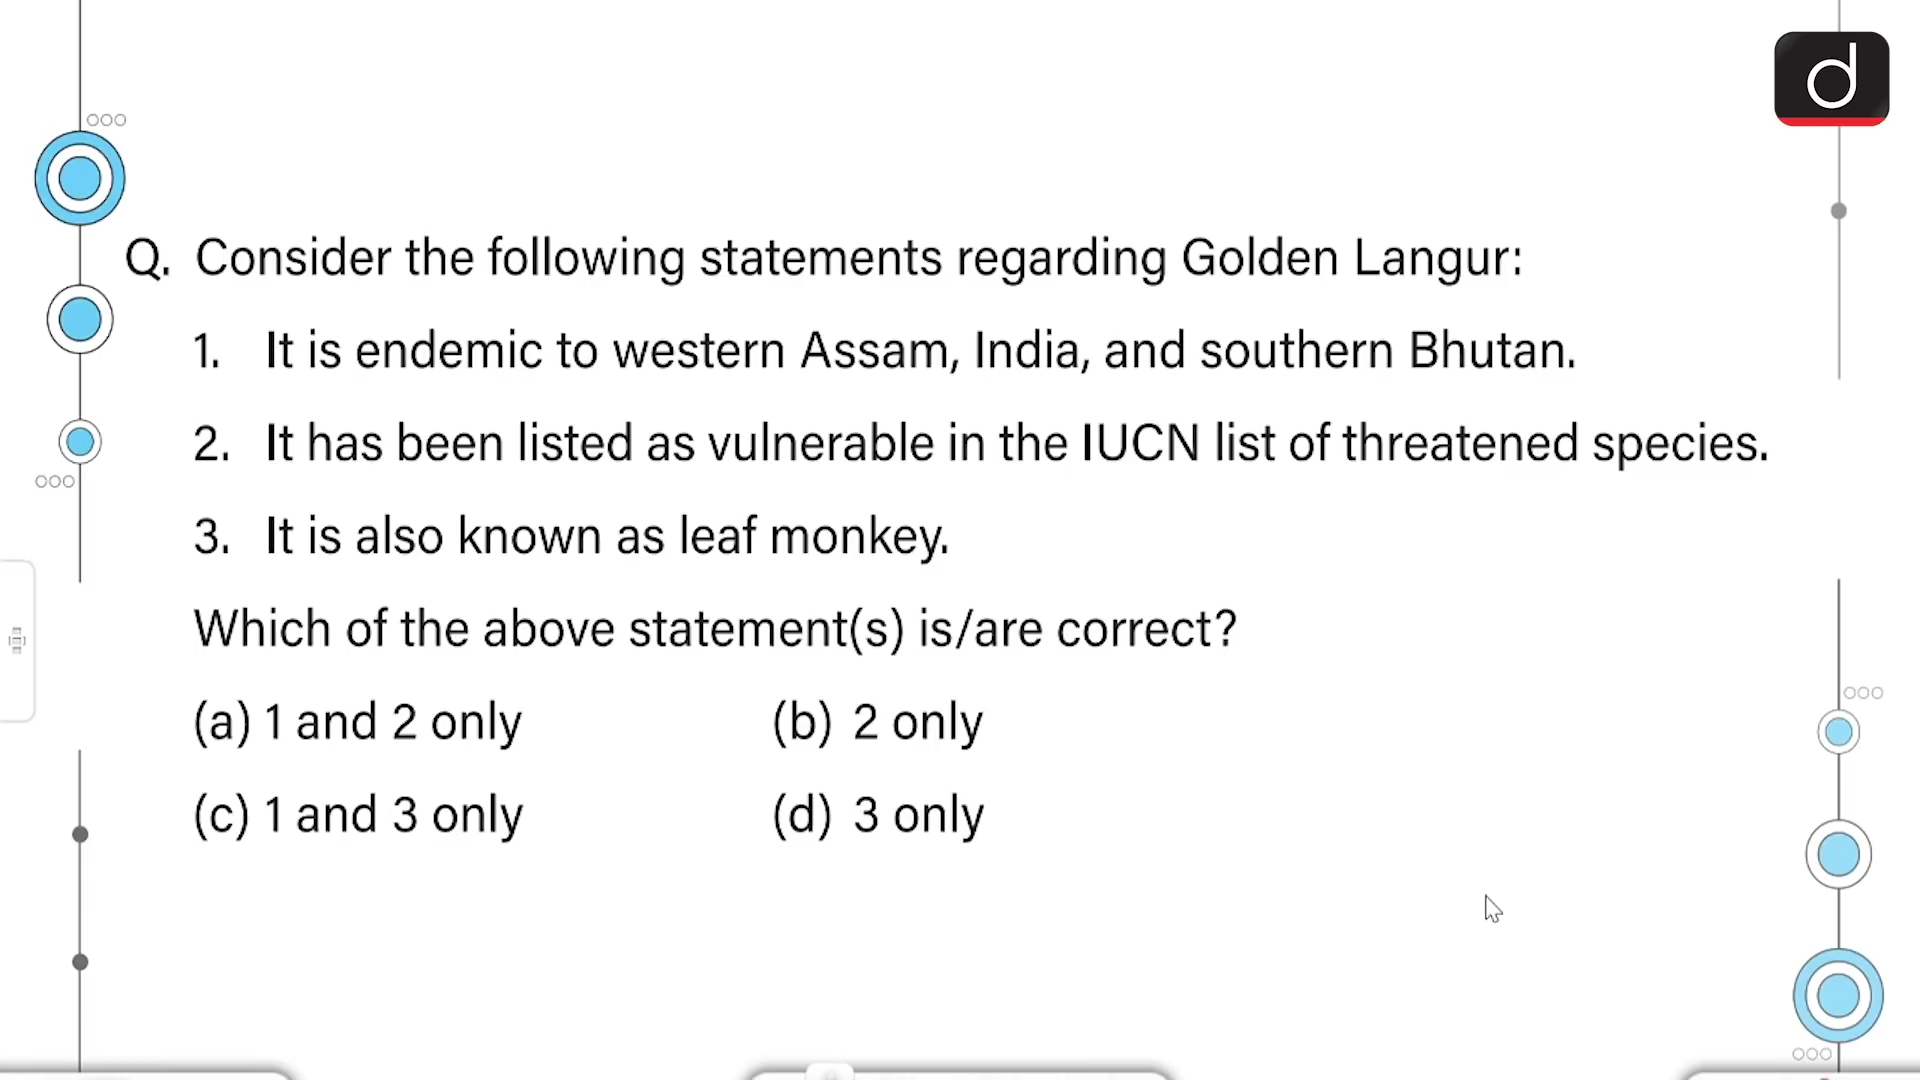 d
Q. Consider the following statements regarding Golden Langur:
1. It is endemic to western Assam, India, and southern Bhutan.
2. It has been listed as vulnerable in the IUCN list of threatened species.
3. It is also known as leaf monkey.
Which of the above statement(s) is/are correct?
(a) 1 and 2 only (b) 2 only
(c) 1 and 3 only (d) 3 only